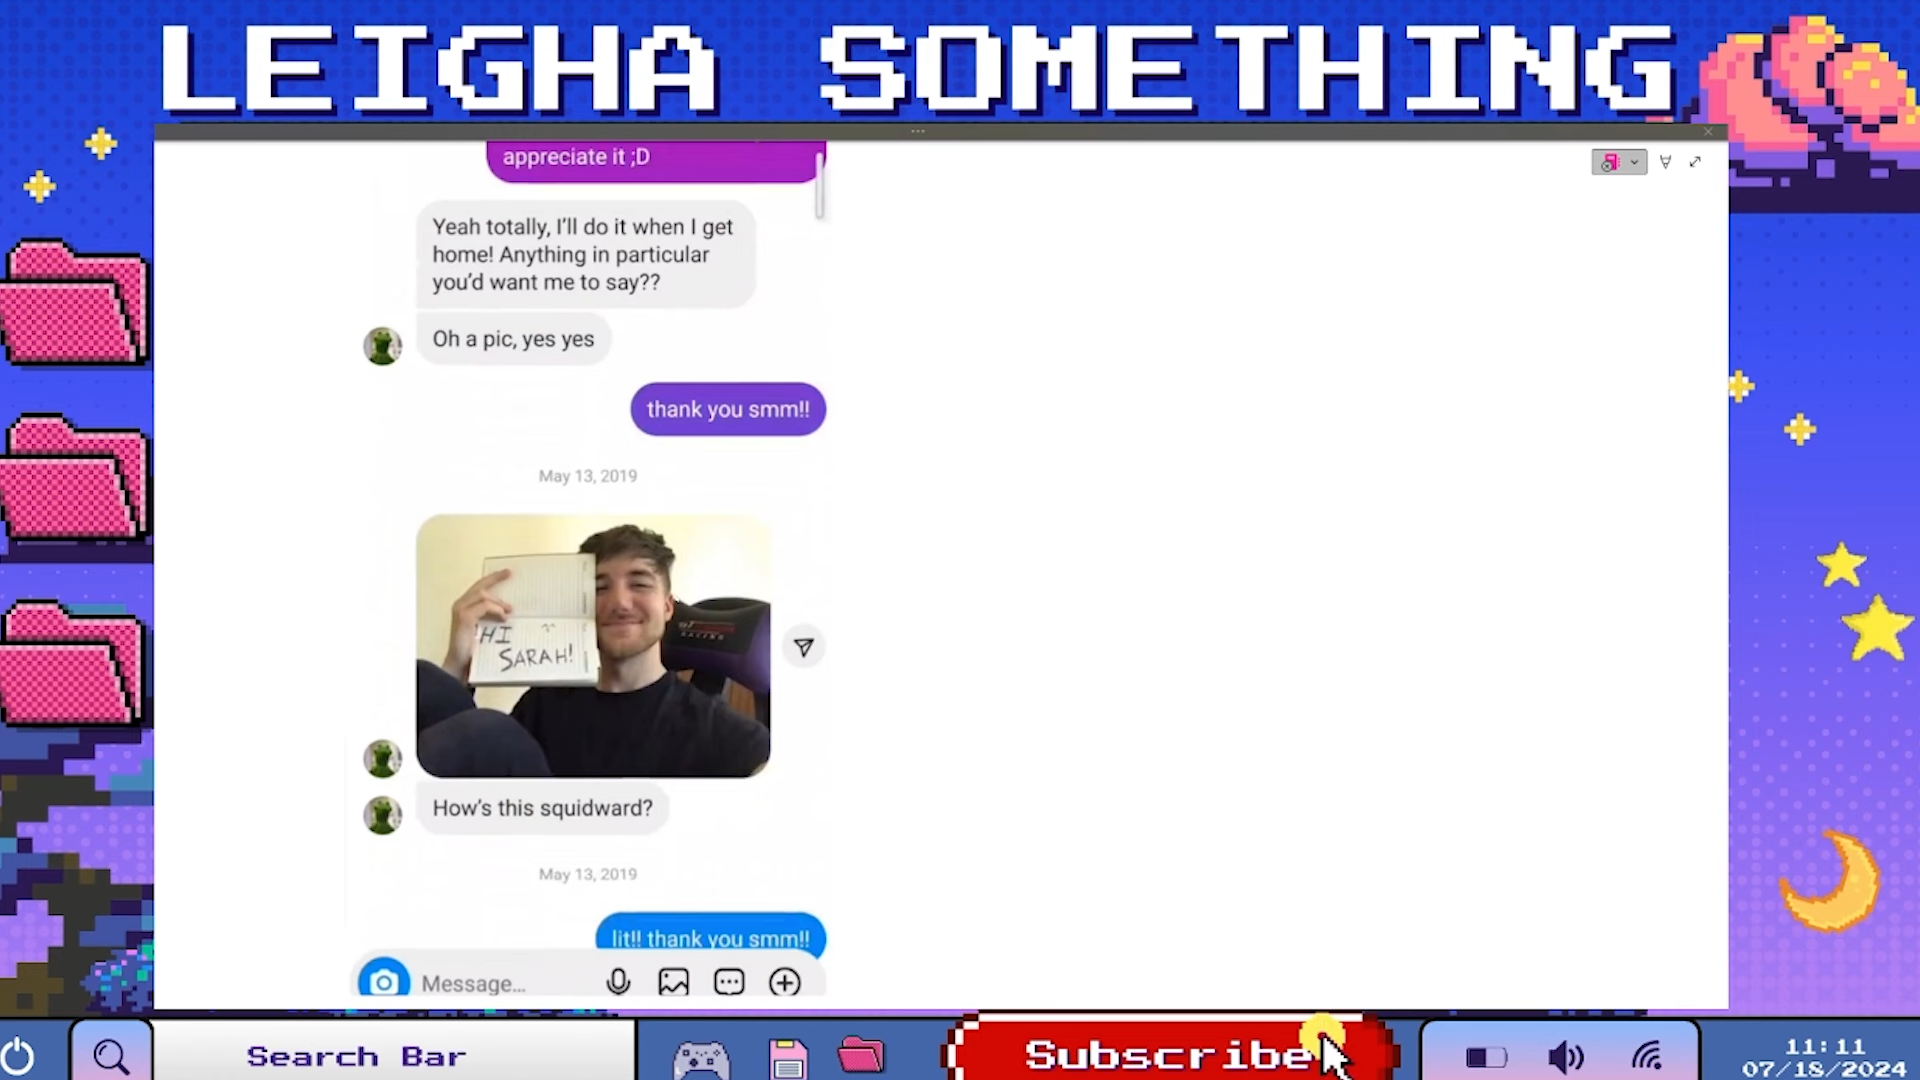 LEIGHA SOMETHING
appreciate it ;D
Yeah totally, I'll do it when I get
home! Anything in particular
you'd want me to say??
Oh a pic, yes yes
thank you smm!!
May 13, 2019
HI
SARAH!
RACING
How's this squidward?
May 13, 2019
lit!! thank you smm!!
Message...
Search Bar
Subscribe
11:11
07/18/2024